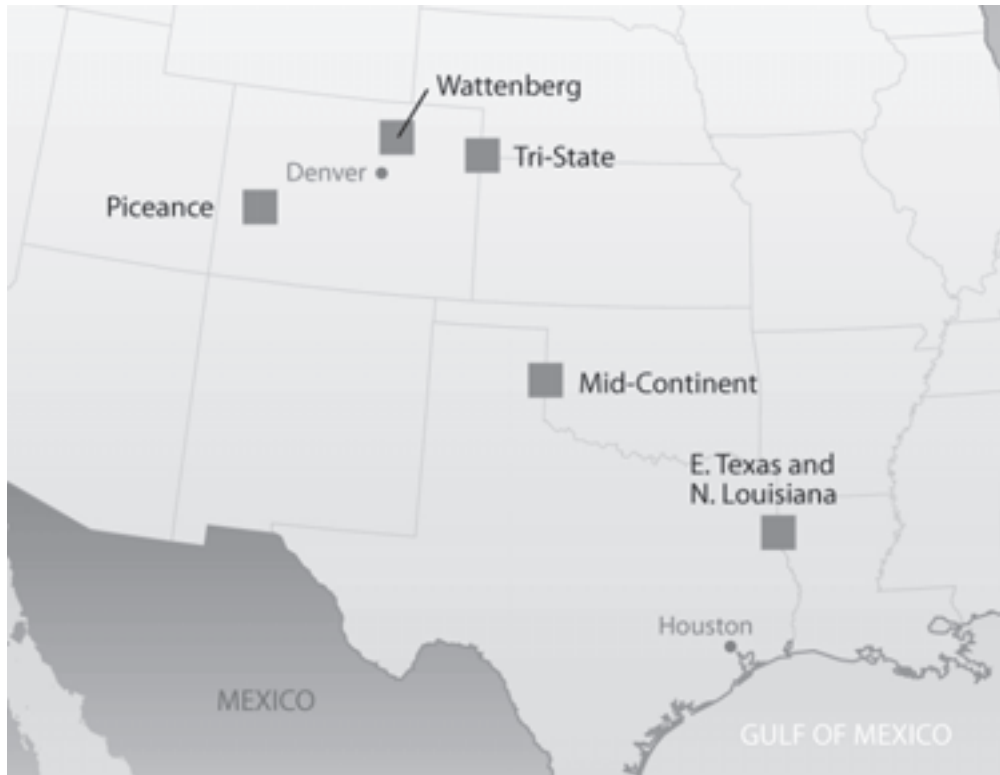 Wattenberg
Tri-State
Denver
Piceance
Mid-Continent
E. Texas and
N. Louisiana
Houston
MEXICO
GULF OF MEXICO